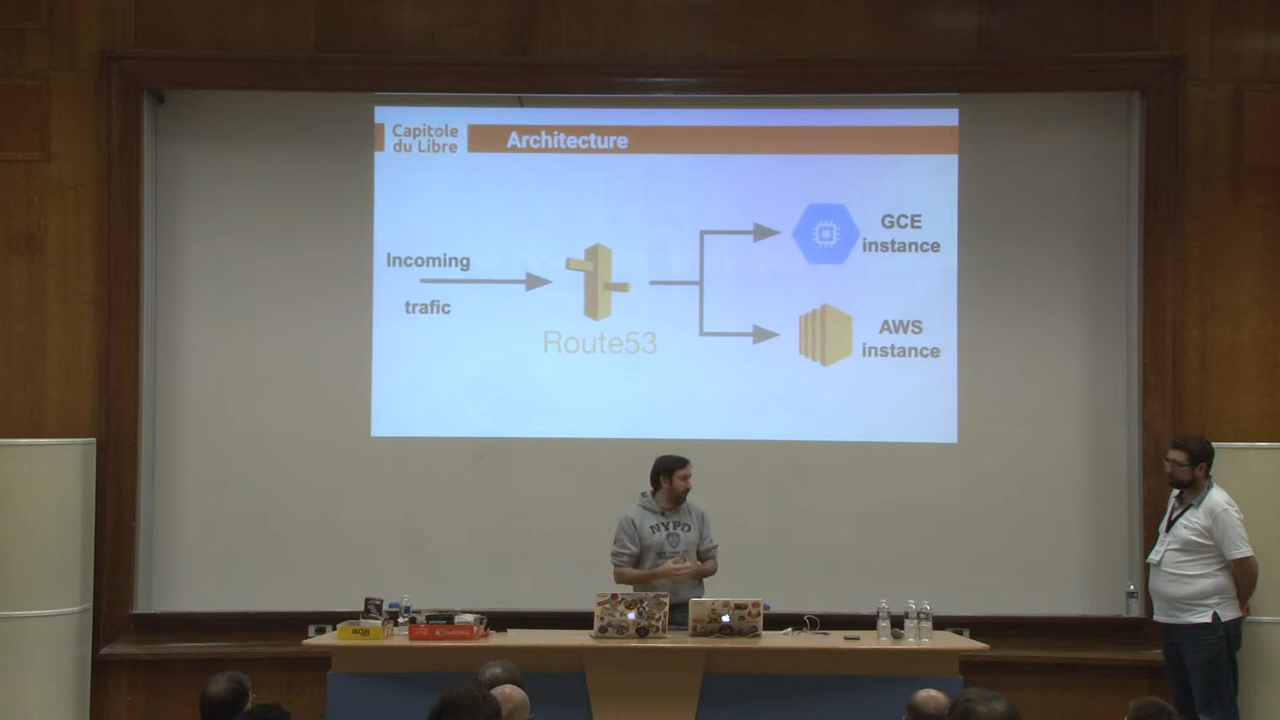 Capitole
du Libre
Architecture
Incoming
trafic
Route53
GCE
instance
AWS
instance
NYPD